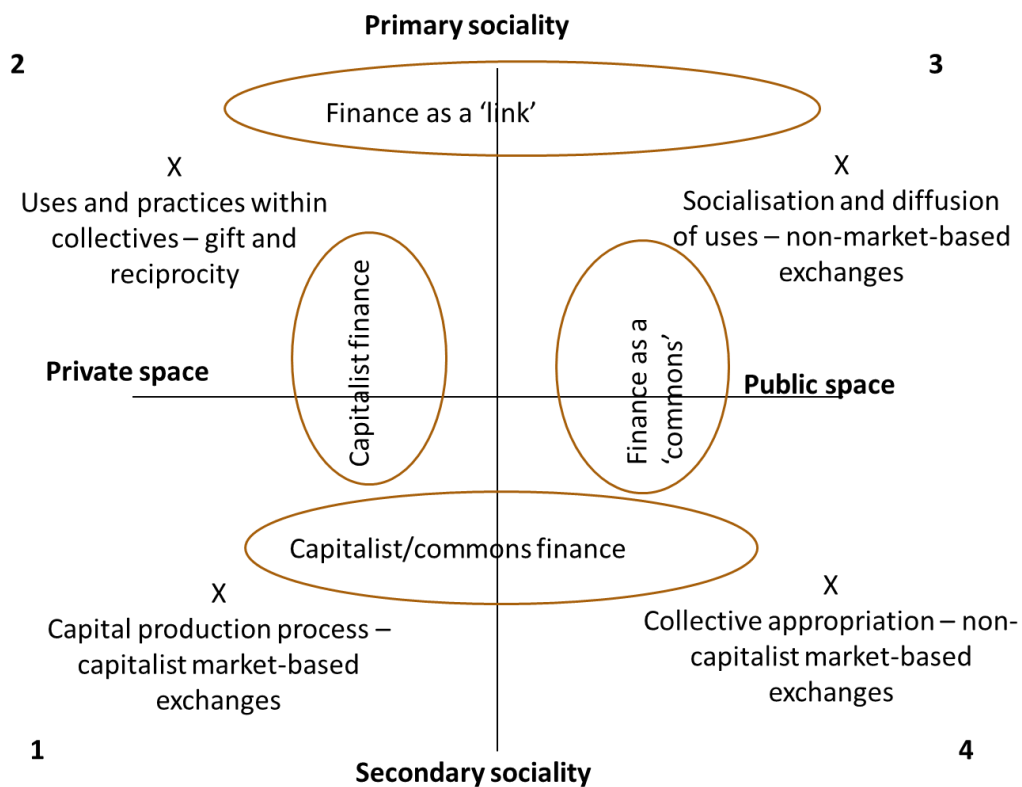 Primary sociality
2
3
Finance as a ‘link’
X
Uses and practices within
collectives – gift and
reciprocity
X
Socialisation and diffusion
of uses – non-market-based
exchanges
Capitalist finance
Finance as a
‘commons’
Private space
Public space
Capitalist/commons finance
X
Capital production process –
capitalist market-based
exchanges
X
Collective appropriation – non-
capitalist market-based
exchanges
1
4
Secondary sociality